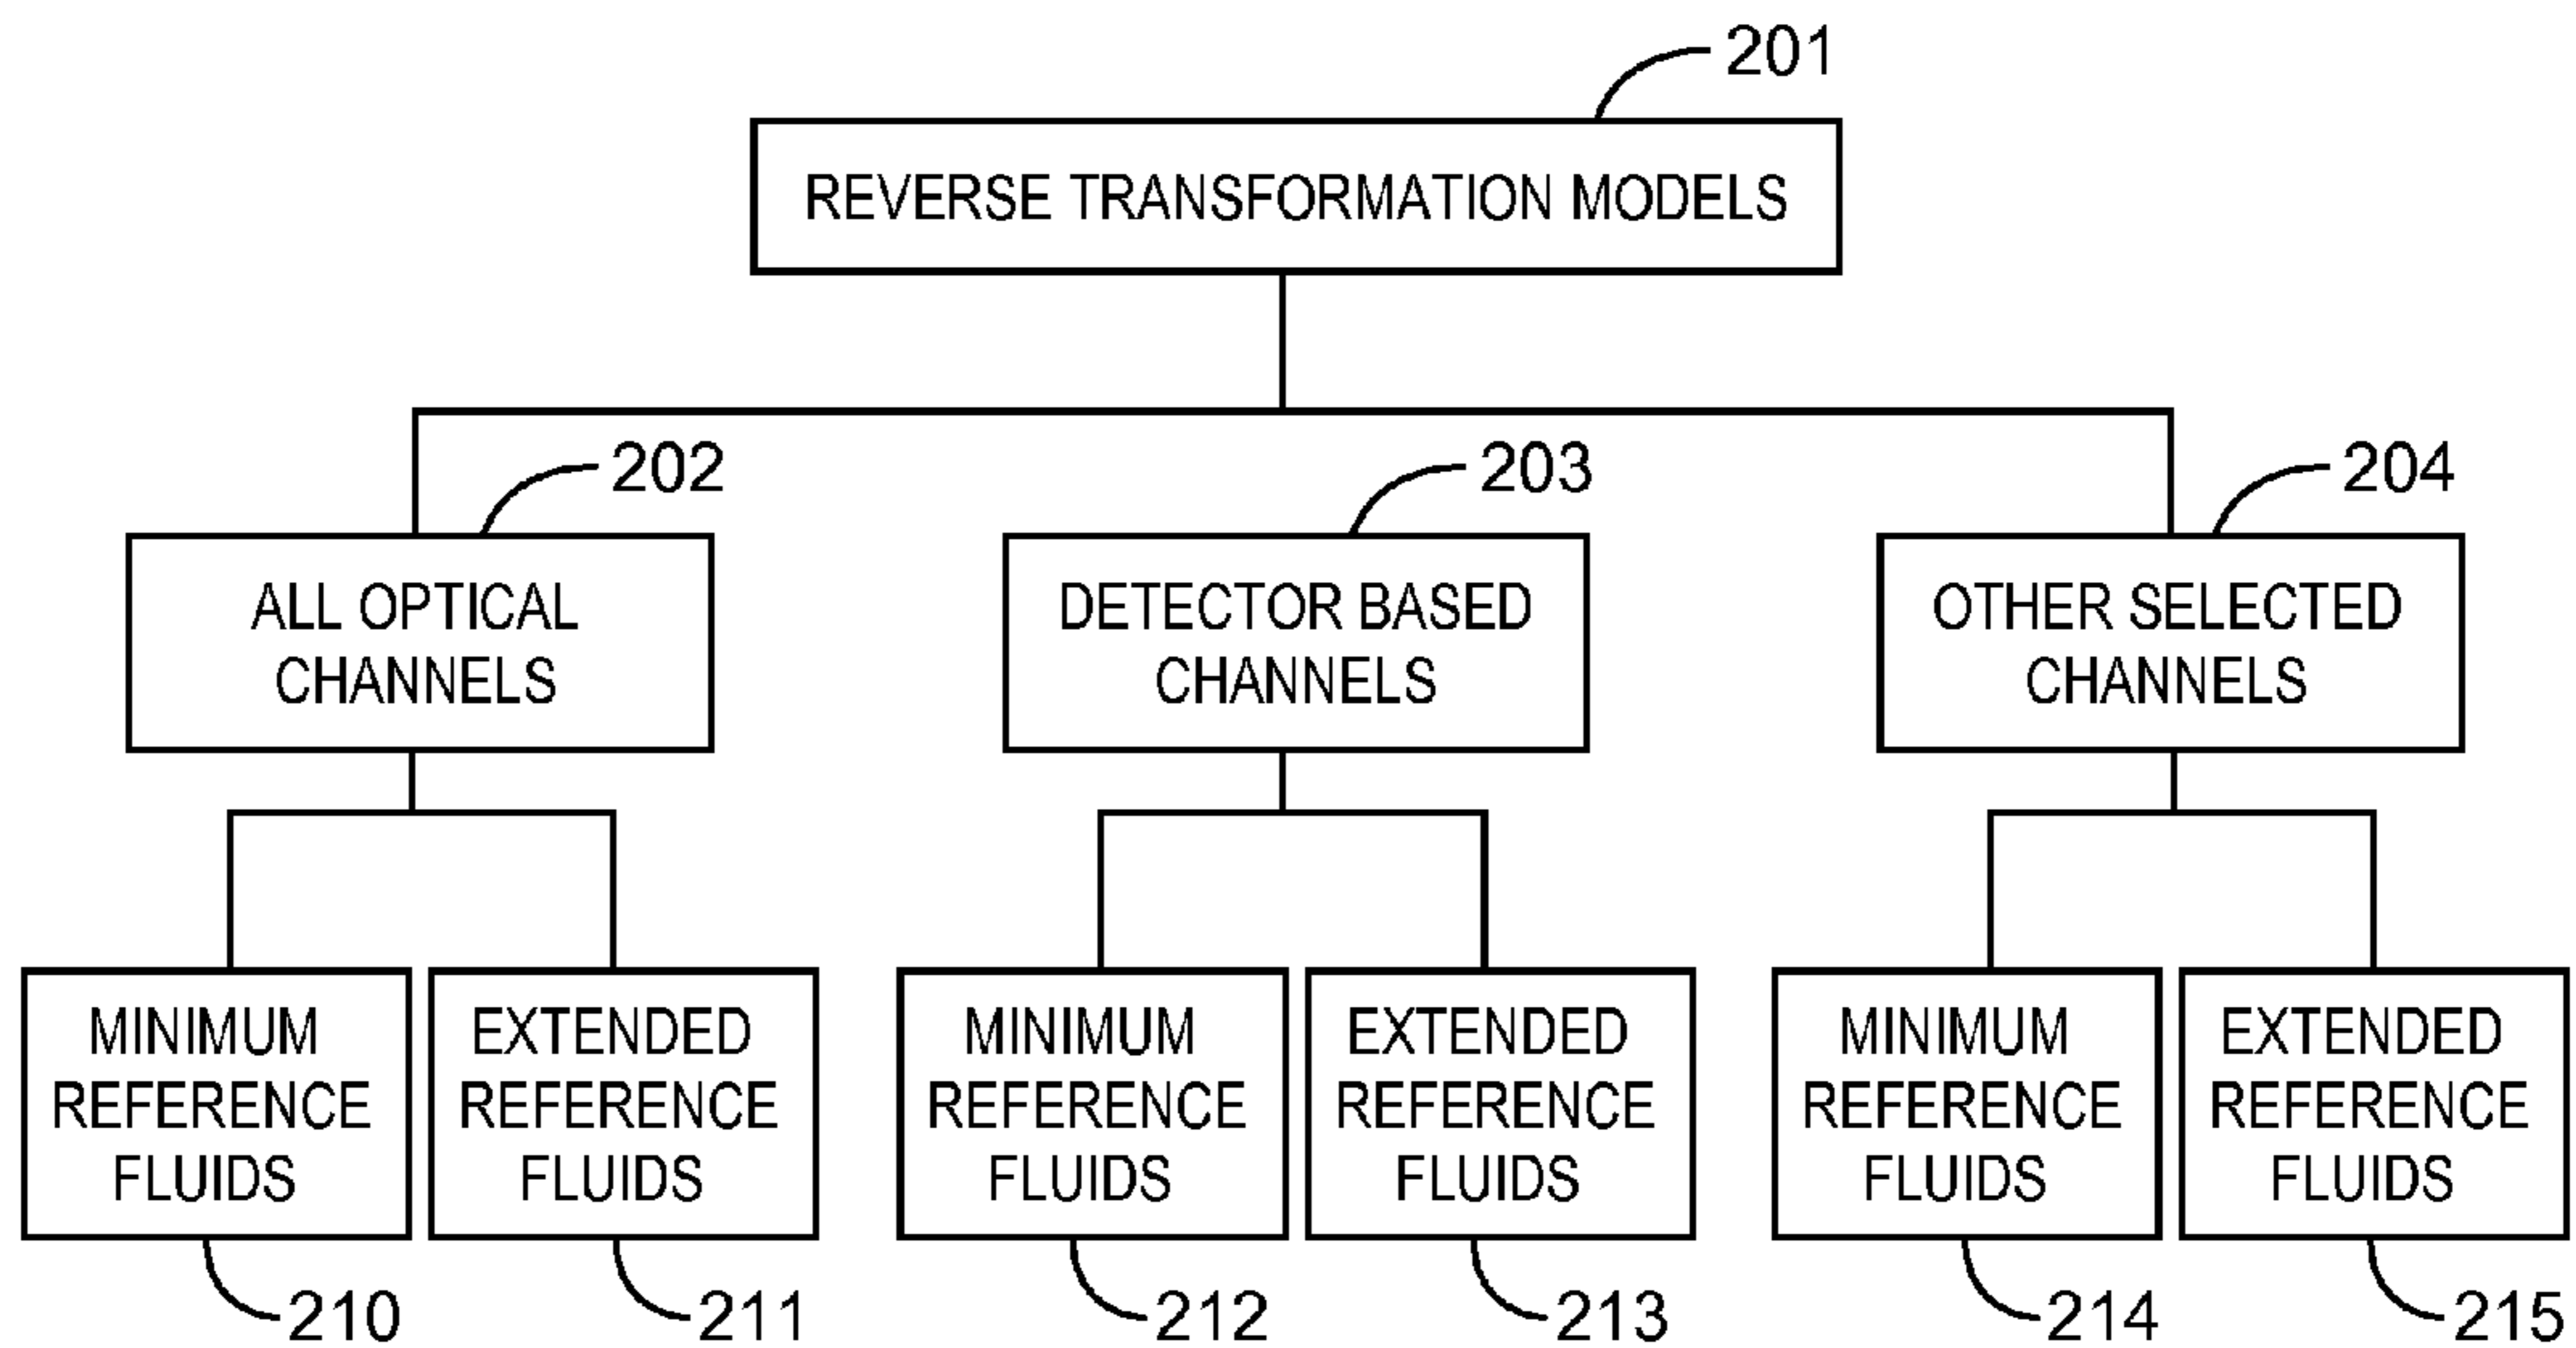 201
REVERSE TRANSFORMATION MODELS
202
203
204
ALL OPTICAL
CHANNELS
DETECTOR BASED
CHANNELS
OTHER SELECTED
CHANNELS
MINIMUM
REFERENCE
FLUIDS
EXTENDED
REFERENCE
FLUIDS
MINIMUM
REFERENCE
FLUIDS
EXTENDED
REFERENCE
FLUIDS
MINIMUM
REFERENCE
FLUIDS
EXTENDED
REFERENCE
FLUIDS
210
211
212
213
214
215